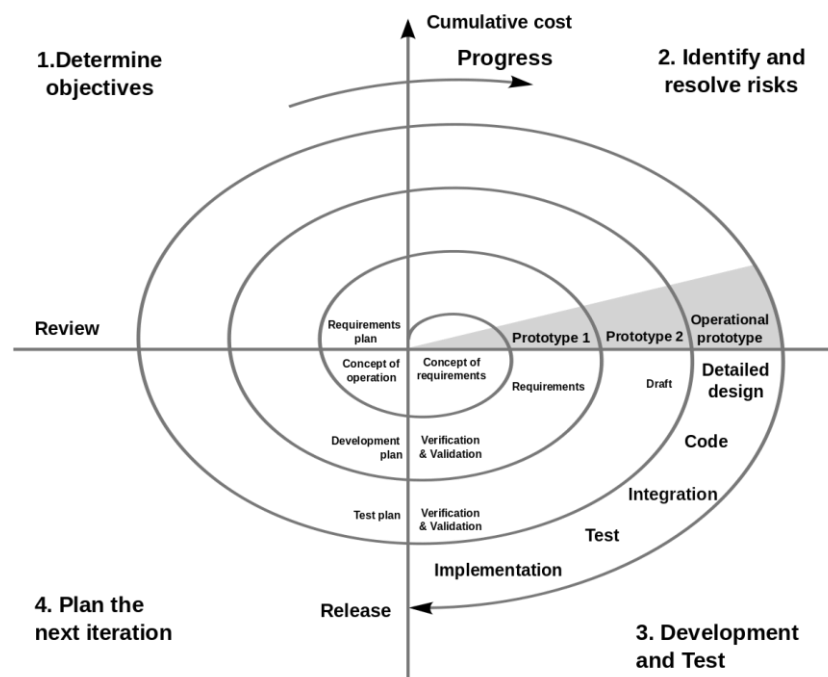 Cumulative cost
Progress
1.Determine
objectives
2. Identify and
resolve risks
Review
Requirements
plan
Prototype 1
Prototype 2
Operational
prototype
Concept of
operation
Concept of
requirements
Requirements
Draft
Detailed
design
Development
plan
Verification
& Validation
Code
Test plan
Verification
& Validation
Integration
Test
Implementation
Release
4. Plan the
next iteration
3. Development
and Test